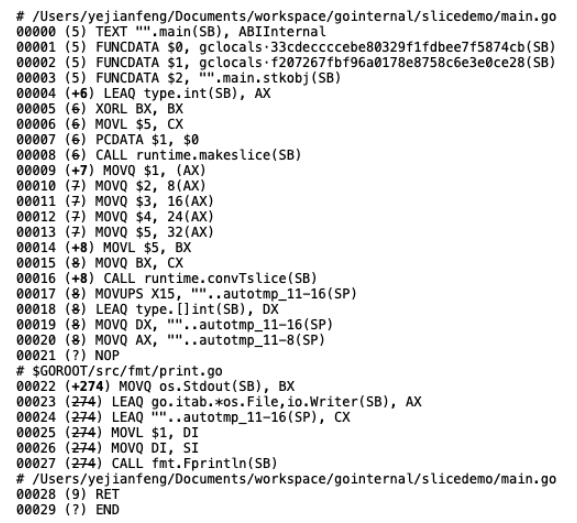 # /Users/yejianfeng/Documents/workspace/gointernal/slicedemo/main.go
00000 (5) TEXT "".main(SB), ABIInternal
00001 (5) FUNCDATA $0, gclocals·33cdeccccebe80329f1fdbee7f5874cb(SB)
00002 (5) FUNCDATA $1, gclocals·f207267fbf96a0178e8758c6e3e0ce28(SB)
00003 (5) FUNCDATA $2, "".main.stkobj(SB)
00004 (+6) LEAQ type.int(SB), AX
00005 (6) XORL BX, BX
00006 (6) MOVL $5, CX
00007 (6) PCDATA $1, $0
00008 (6) CALL runtime.makeslice(SB)
00009 (+7) MOVQ $1, (AX)
00010 (7) MOVQ $2, 8(AX)
00011 (7) MOVQ $3, 16(AX)
00012 (7) MOVQ $4, 24(AX)
00013 (7) MOVQ $5, 32(AX)
00014 (+8) MOVL $5, BX
00015 (8) MOVQ BX, CX
00016 (+8) CALL runtime.convTslice(SB)
00017 (8) MOVUPS X15, ""..autotmp_11-16(SP)
00018 (8) LEAQ type.[]int(SB), DX
00019 (8) MOVQ DX, ""..autotmp_11-16(SP)
00020 (8) MOVQ AX, ""..autotmp_11-8(SP)
00021 (?) NOP
# $GOROOT/src/fmt/print.go
00022 (+274) MOVQ os.Stdout(SB), BX
00023 (274) LEAQ go.itab.*os.File,io.Writer(SB), AX
00024 (274) LEAQ ""..autotmp_11-16(SP), CX
00025 (274) MOVL $1, DI
00026 (274) MOVQ DI, SI
00027 (274) CALL fmt.Fprintln(SB)
# /Users/yejianfeng/Documents/workspace/gointernal/slicedemo/main.go
00028 (9) RET
00029 (?) END